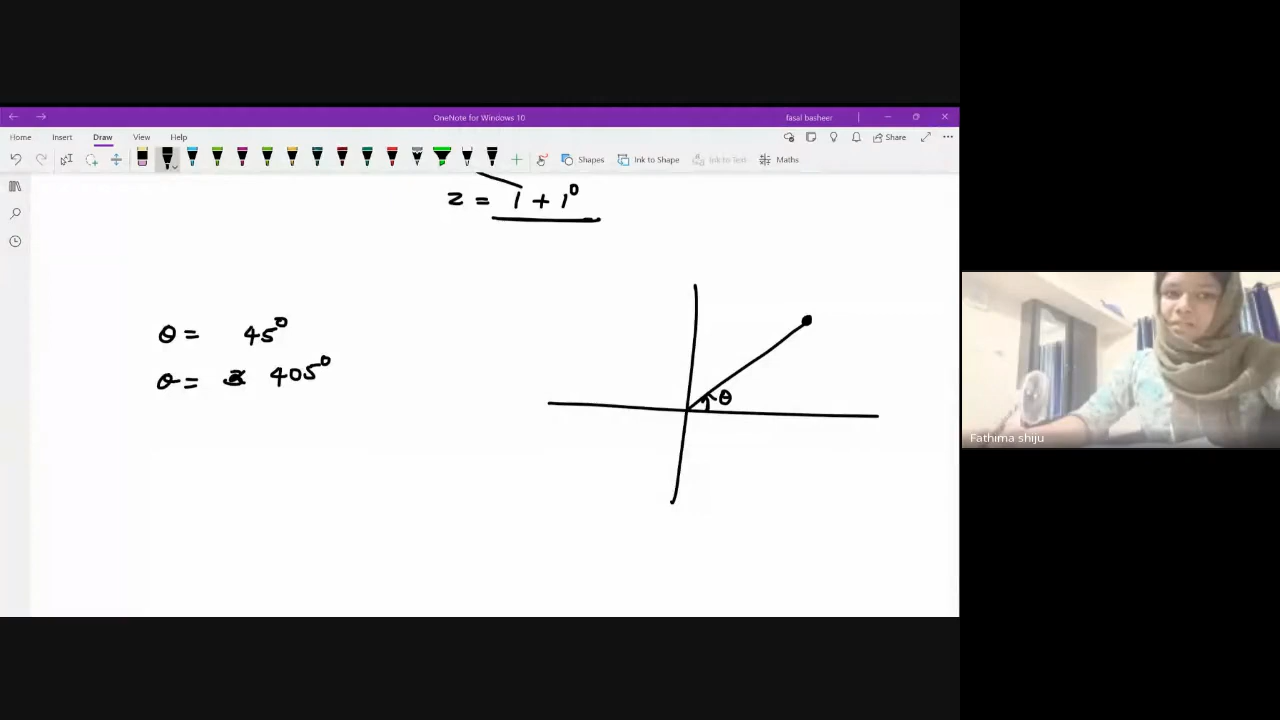 OneNote for Windows 10
fasal basheer
Home Insert Draw View Help
Share
Shapes Ink to Shape Ink to Text Maths
z = 1 + i
θ = 45°
θ = 405°
θ
Fathima shiju